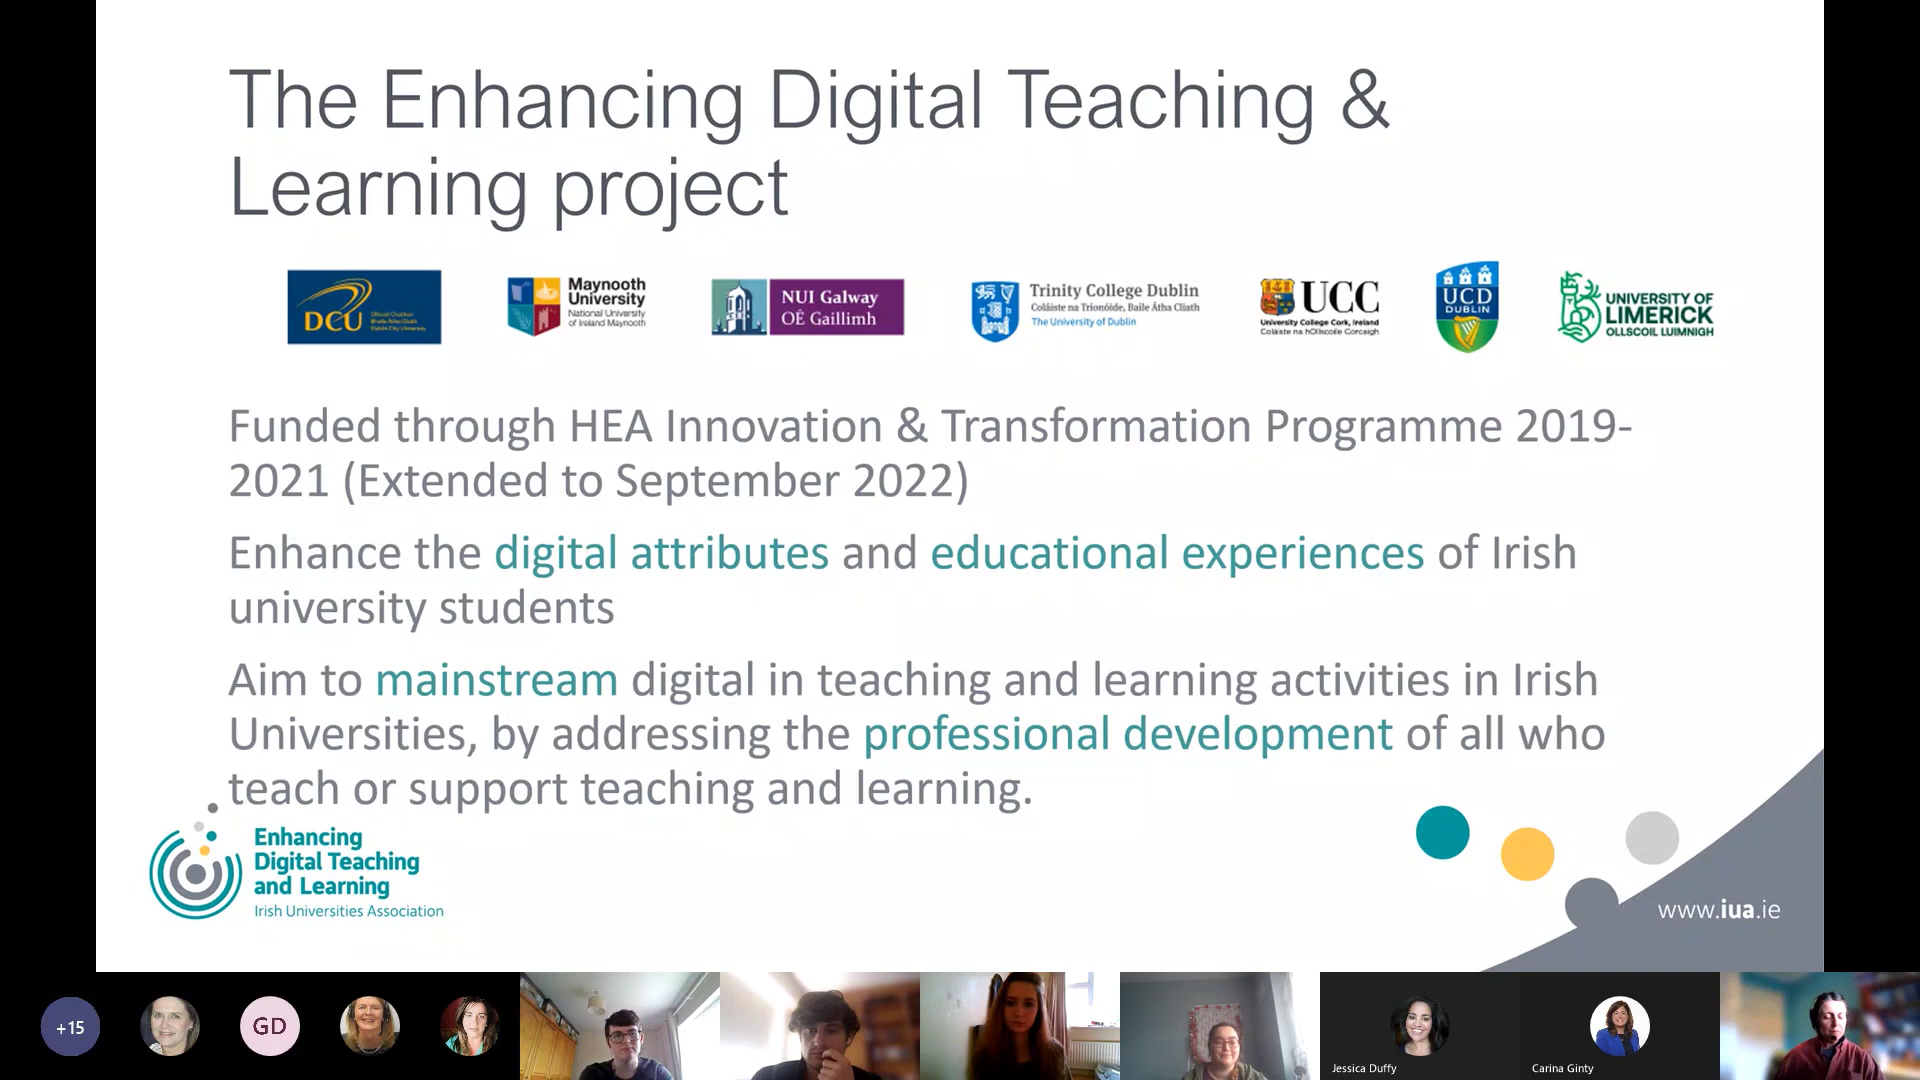 The Enhancing Digital Teaching &
Learning project
DCU
Maynooth
University
National University
of Ireland Maynooth
NUI Galway
OÉ Gaillimh
Trinity College Dublin
Coláiste na Tríonóide, Baile Átha Cliath
The University of Dublin
UCC
University College Cork, Ireland
Coláiste na hOllscoile Corcaigh
UCD
DUBLIN
UNIVERSITY OF
LIMERICK
OLLSCOIL LUIMNIGH
Funded through HEA Innovation & Transformation Programme 2019-
2021 (Extended to September 2022)
Enhance the digital attributes and educational experiences of Irish
university students
Aim to mainstream digital in teaching and learning activities in Irish
Universities, by addressing the professional development of all who
teach or support teaching and learning.
Enhancing
Digital Teaching
and Learning
Irish Universities Association
www.iua.ie
+15
GD
Jessica Duffy
Carina Ginty